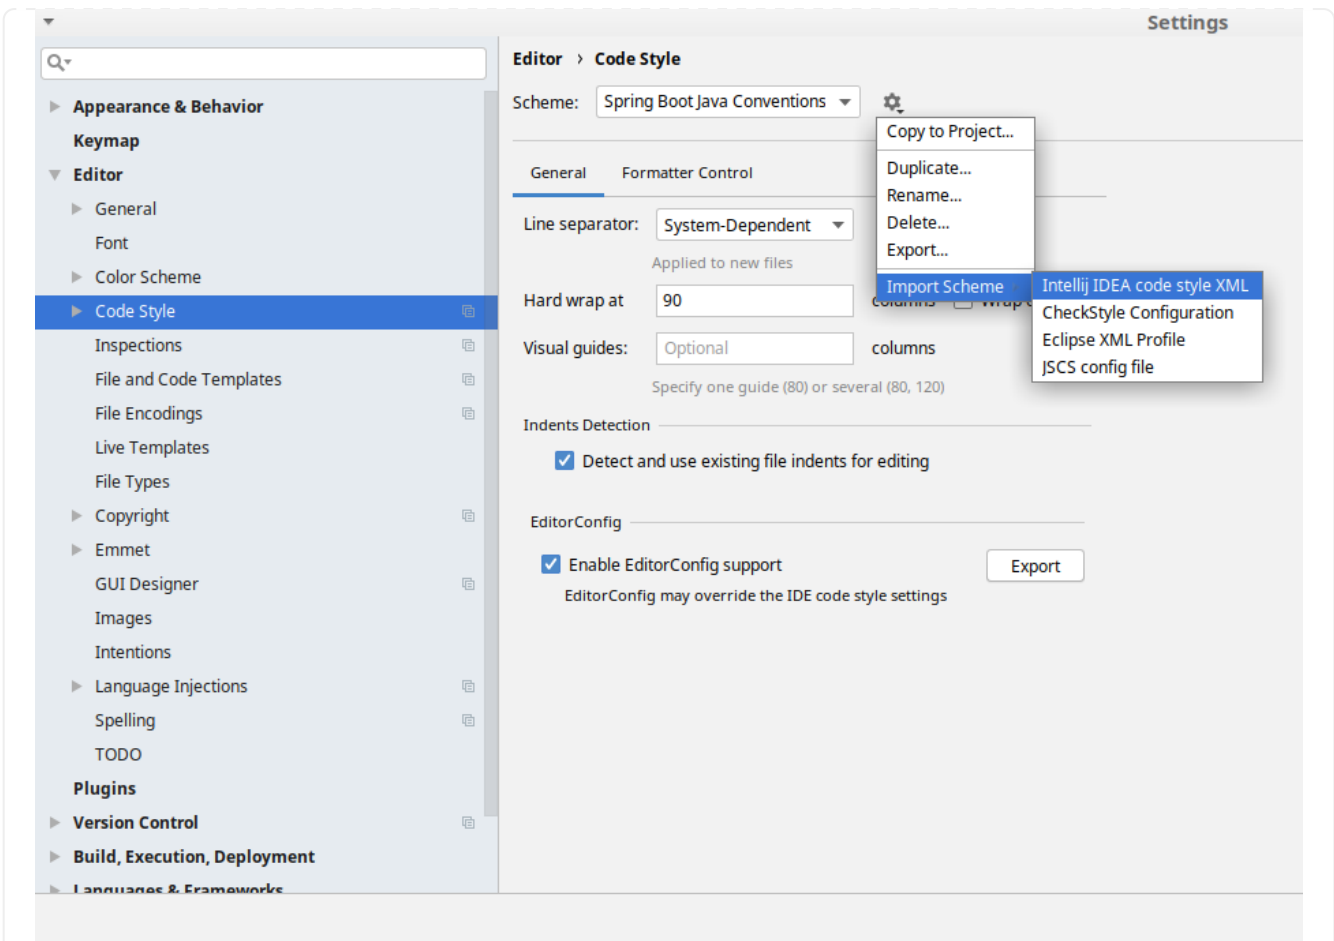 Settings
Appearance & Behavior
Keymap
Editor
General
Font
Color Scheme
Code Style
Inspections
File and Code Templates
File Encodings
Live Templates
File Types
Copyright
Emmet
GUI Designer
Images
Intentions
Language Injections
Spelling
TODO
Plugins
Version Control
Build, Execution, Deployment
Languages & Frameworks
Editor › Code Style
Scheme: Spring Boot Java Conventions
Copy to Project...
Duplicate...
Rename...
Delete...
Export...
Import Scheme
Intellij IDEA code style XML
CheckStyle Configuration
Eclipse XML Profile
JSCS config file
General Formatter Control
Line separator: System-Dependent
Applied to new files
Hard wrap at 90 columns
Visual guides: Optional columns
Specify one guide (80) or several (80, 120)
Indents Detection
Detect and use existing file indents for editing
EditorConfig
Enable EditorConfig support Export
EditorConfig may override the IDE code style settings